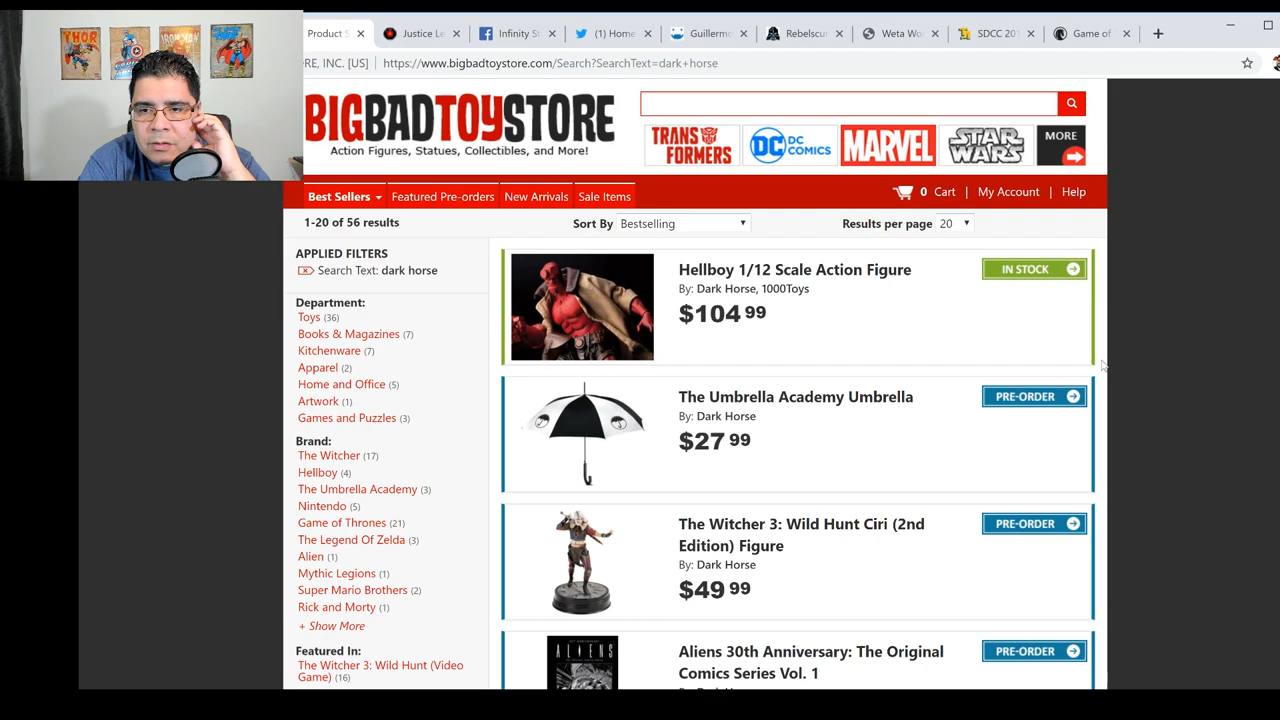 THOR
CAPTAIN AMERICA
IRON MAN
Product S
Justice Le
Infinity St
(1) Home
Guillermo
Rebelscu
Weta Wo
SDCC 201
Game of
RE, INC. [US] https://www.bigbadtoystore.com/Search?SearchText=dark+horse
BIGBADTOYSTORE
Action Figures, Statues, Collectibles, and More!
TRANSFORMERS
DC COMICS
MARVEL
STAR WARS
MORE
Best Sellers
Featured Pre-orders
New Arrivals
Sale Items
0 Cart | My Account | Help
1-20 of 56 results
Sort By Bestselling
Results per page 20
APPLIED FILTERS
Search Text: dark horse
Department:
Toys (36)
Books & Magazines (7)
Kitchenware (7)
Apparel (2)
Home and Office (5)
Artwork (1)
Games and Puzzles (3)
Brand:
The Witcher (17)
Hellboy (4)
The Umbrella Academy (3)
Nintendo (5)
Game of Thrones (21)
The Legend Of Zelda (3)
Alien (1)
Mythic Legions (1)
Super Mario Brothers (2)
Rick and Morty (1)
+ Show More
Featured In:
The Witcher 3: Wild Hunt (Video
Game) (16)
Hellboy 1/12 Scale Action Figure
By: Dark Horse, 1000Toys
$104 99
IN STOCK
The Umbrella Academy Umbrella
By: Dark Horse
$27 99
PRE-ORDER
The Witcher 3: Wild Hunt Ciri (2nd
Edition) Figure
By: Dark Horse
$49 99
PRE-ORDER
ALIENS
Aliens 30th Anniversary: The Original
Comics Series Vol. 1
PRE-ORDER